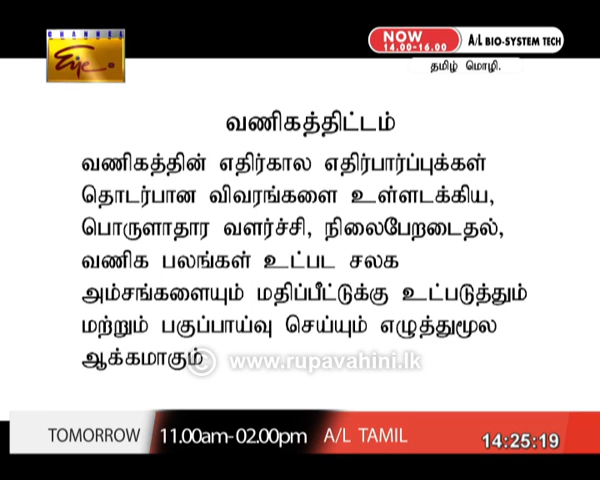 CHANNEL
Eye
NOW
14.00-16.00
A/L BIO-SYSTEM TECH
தமிழ் மொழி.
வணிகத்திட்டம்
வணிகத்தின் எதிர்கால எதிர்பார்ப்புக்கள்
தொடர்பான விவரங்களை உள்ளடக்கிய,
பொருளாதார வளர்ச்சி, நிலைபேறடைதல்,
வணிக பலங்கள் உட்பட சலக
அம்சங்களையும் மதிப்பீட்டுக்கு உட்படுத்தும்
மற்றும் பகுப்பாய்வு செய்யும் எழுத்துமூல
ஆக்கமாகும்
© www.rupavahini.lk
TOMORROW 11.00am-02.00pm A/L TAMIL 14:25:19